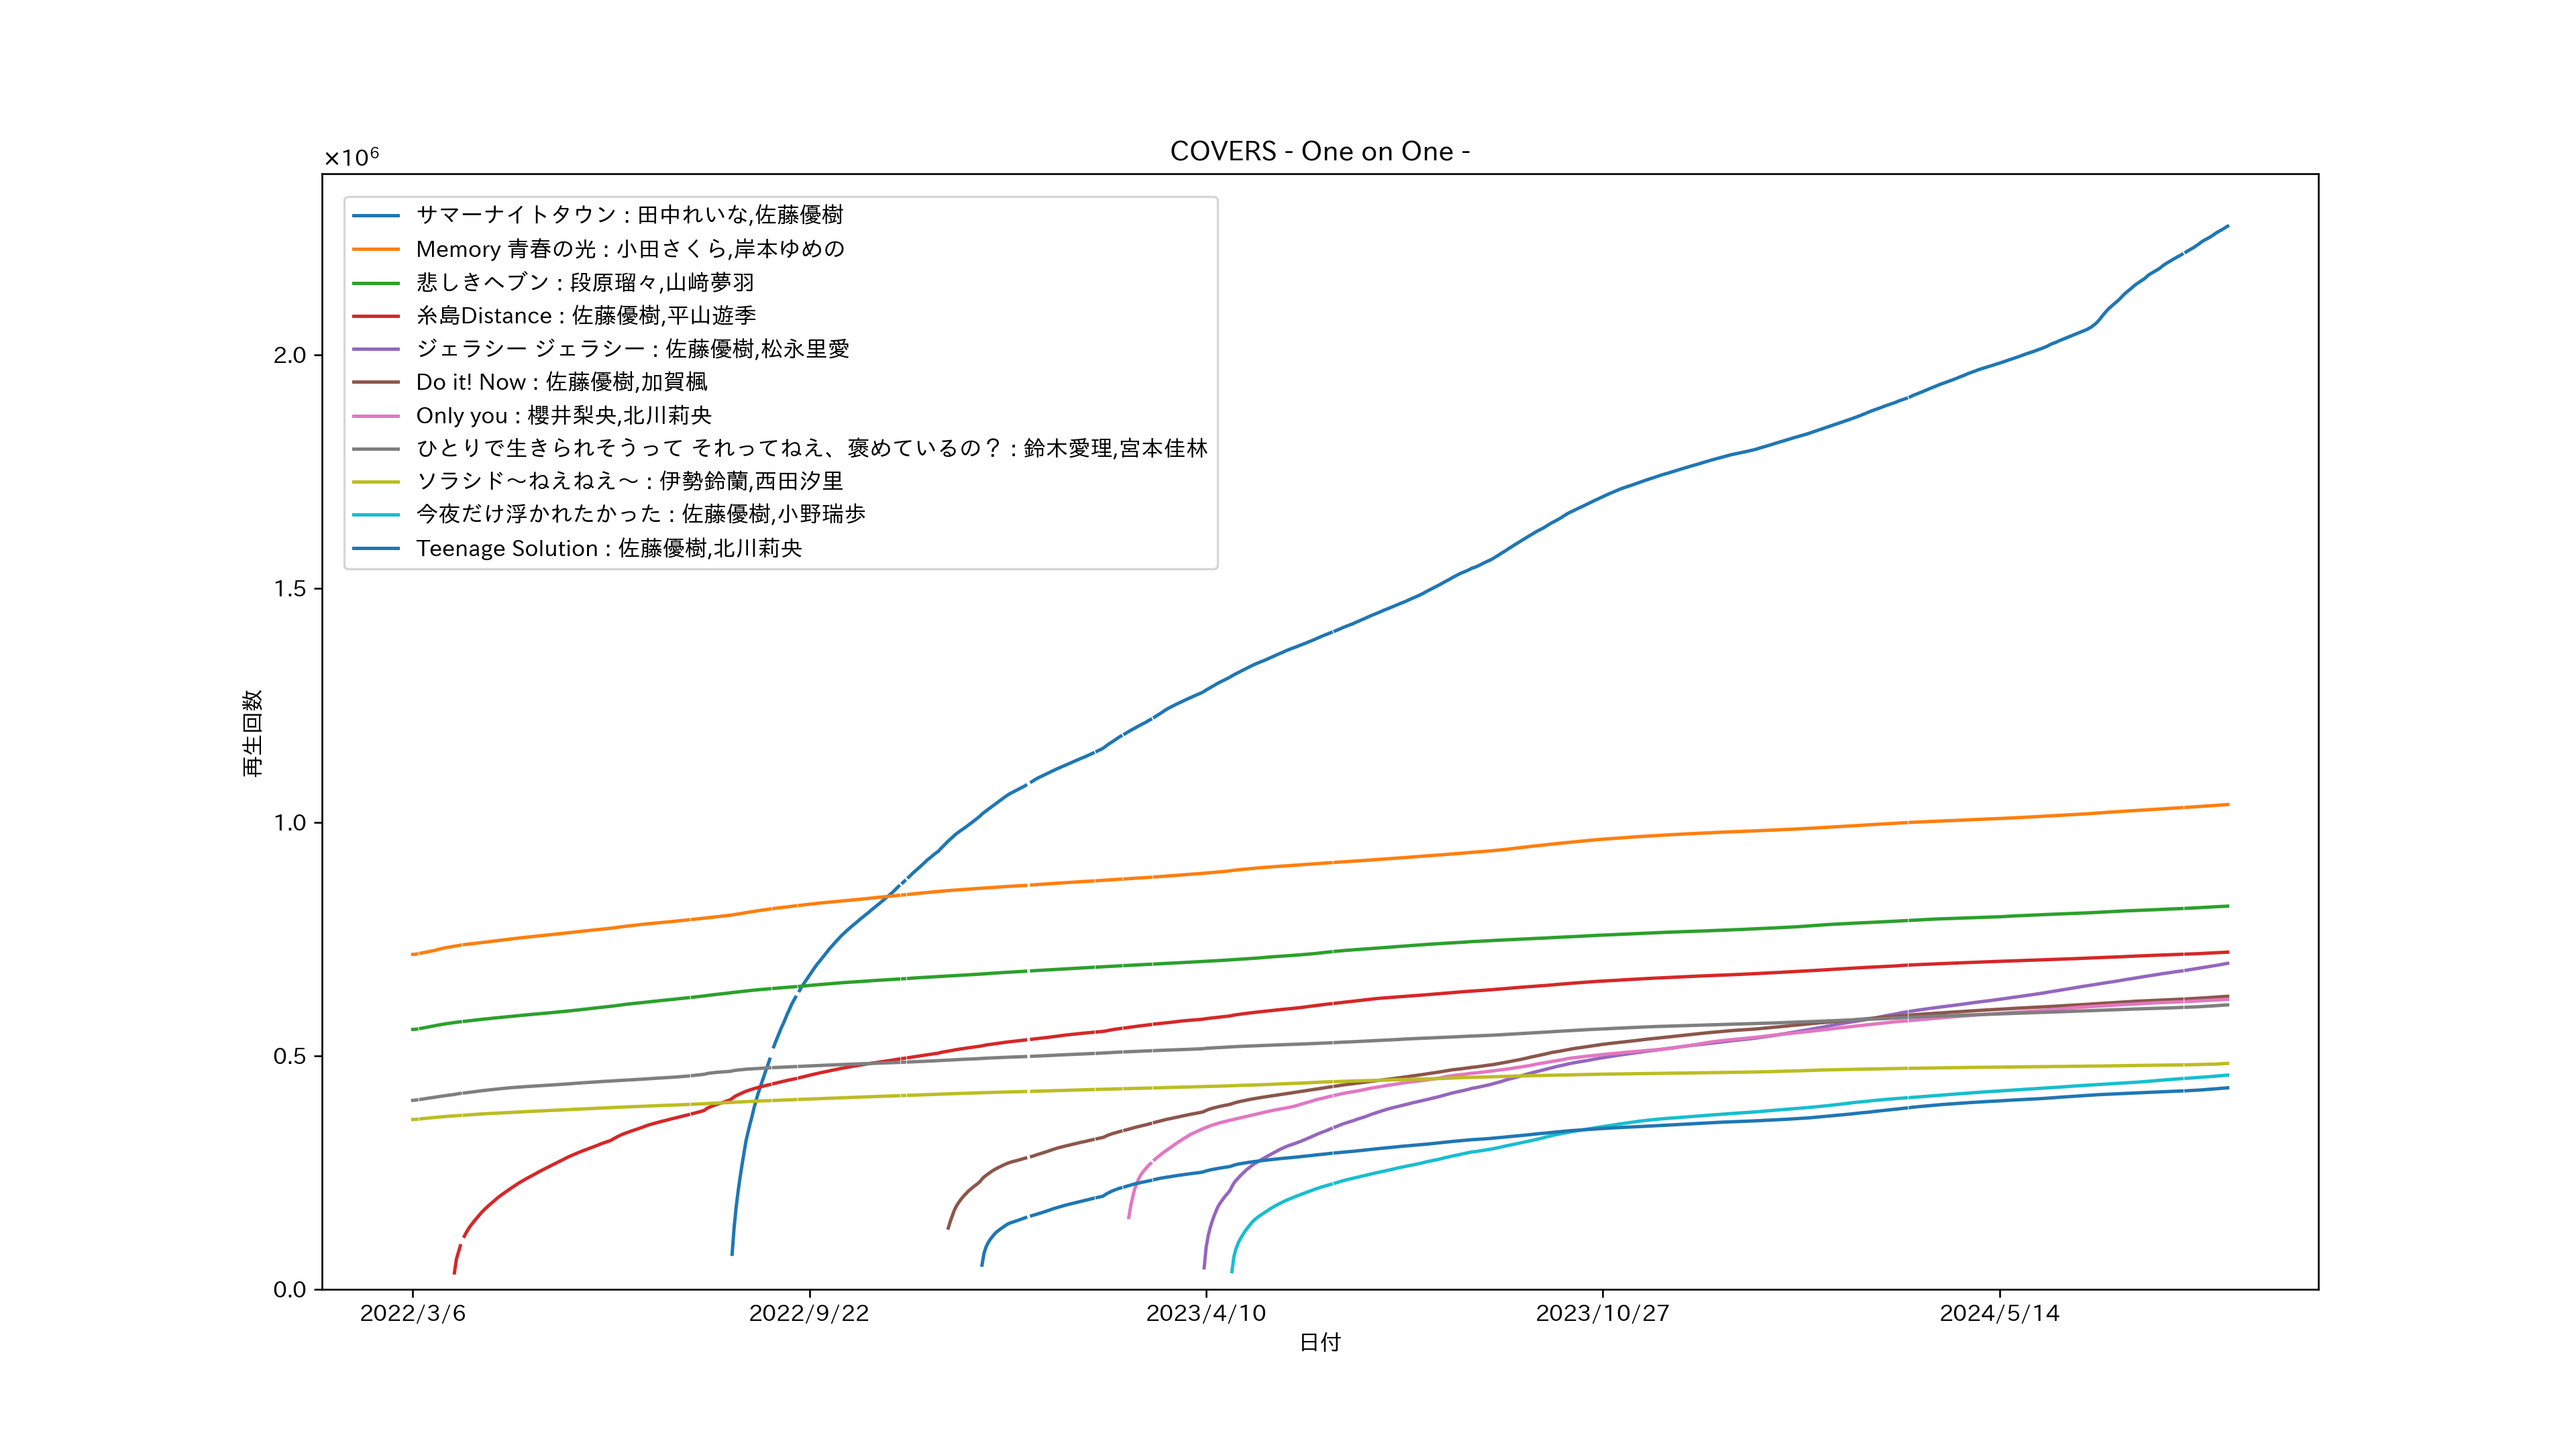 COVERS - One on One -
×10⁶
サマーナイトタウン : 田中れいな,佐藤優樹
Memory 青春の光 : 小田さくら,岸本ゆめの
悲しきヘブン : 段原瑠々,山﨑夢羽
糸島Distance : 佐藤優樹,平山遊季
ジェラシー ジェラシー : 佐藤優樹,松永里愛
Do it! Now : 佐藤優樹,加賀楓
Only you : 櫻井梨央,北川莉央
ひとりで生きられそうって それってねえ、褒めているの？ : 鈴木愛理,宮本佳林
ソラシド～ねえねえ～ : 伊勢鈴蘭,西田汐里
今夜だけ浮かれたかった : 佐藤優樹,小野瑞歩
Teenage Solution : 佐藤優樹,北川莉央
2.0
1.5
1.0
0.5
0.0
再生回数
2022/3/6
2022/9/22
2023/4/10
2023/10/27
2024/5/14
日付